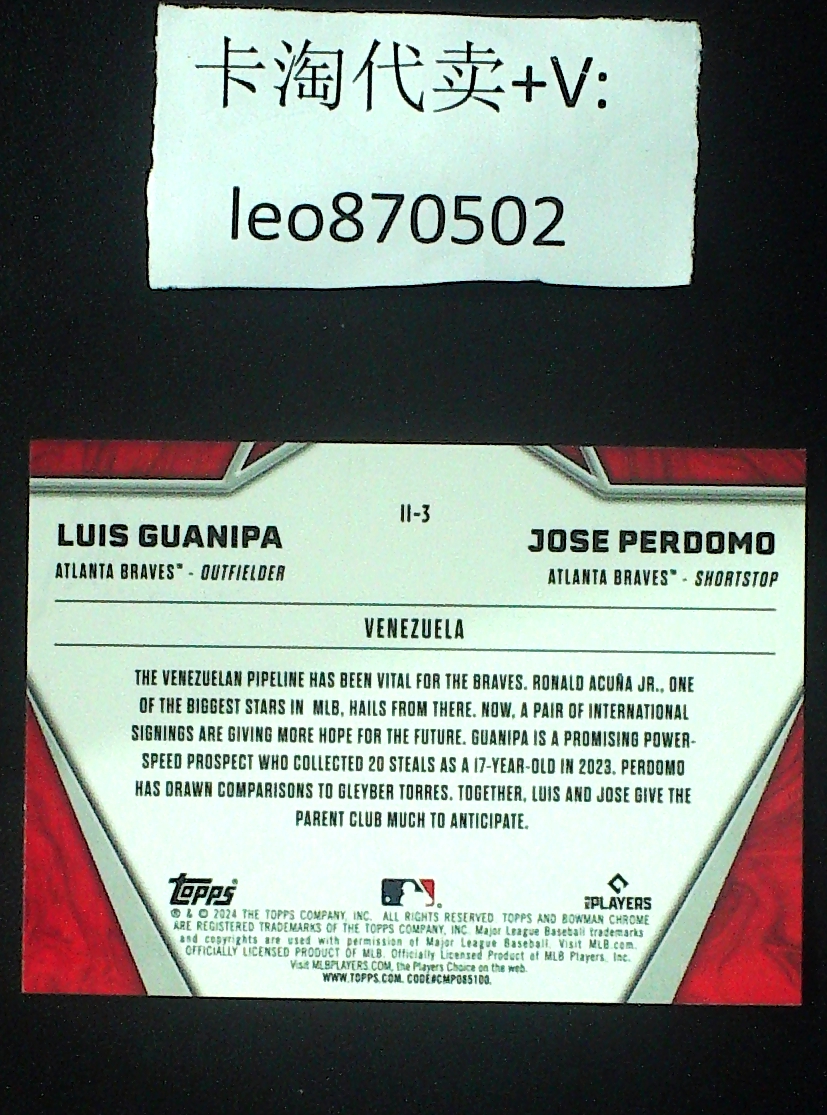 卡淘代卖+V:
leo870502
II-3
LUIS GUANIPA
ATLANTA BRAVES™ - OUTFIELDER
JOSE PERDOMO
ATLANTA BRAVES™ - SHORTSTOP
VENEZUELA
THE VENEZUELAN PIPELINE HAS BEEN VITAL FOR THE BRAVES. RONALD ACUÑA JR., ONE
OF THE BIGGEST STARS IN MLB, HAILS FROM THERE. NOW, A PAIR OF INTERNATIONAL
SIGNINGS ARE GIVING MORE HOPE FOR THE FUTURE. GUANIPA IS A PROMISING POWER-
SPEED PROSPECT WHO COLLECTED 20 STEALS AS A 17-YEAR-OLD IN 2023. PERDOMO
HAS DRAWN COMPARISONS TO GLEYBER TORRES. TOGETHER, LUIS AND JOSE GIVE THE
PARENT CLUB MUCH TO ANTICIPATE.
Topps®
PLAYERS
® & © 2024 THE TOPPS COMPANY, INC. ALL RIGHTS RESERVED TOPPS AND BOWMAN CHROME
ARE REGISTERED TRADEMARKS OF THE TOPPS COMPANY, INC. Major League Baseball trademarks
and copyrights are used with permission of Major League Baseball. Visit MLB.com.
OFFICIALLY LICENSED PRODUCT OF MLB. Officially Licensed Product of MLB Players, Inc.
Visit MLBPLAYERS.COM, the Players Choice on the web.
WWW.TOPPS.COM. CODE#CMP085100.